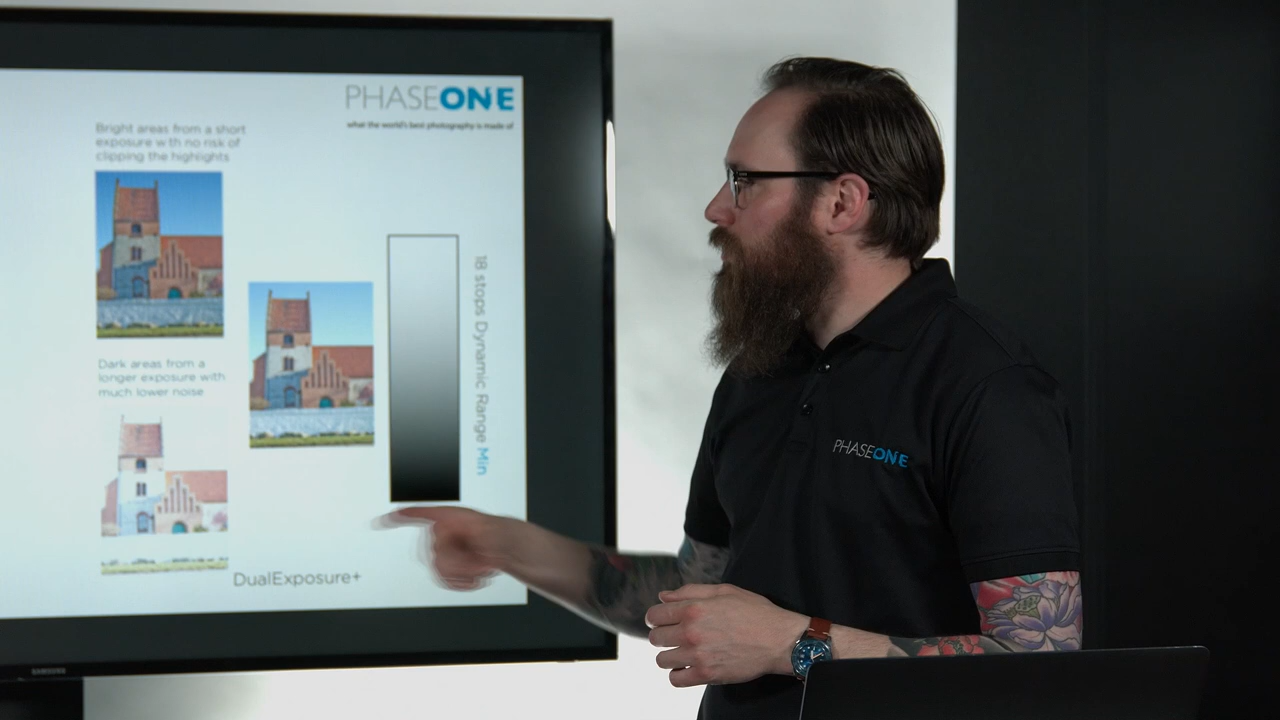 PHASEONE
what the world's best photography is made of
Bright areas from a short
exposure with no risk of
clipping the highlights
18 stops Dynamic Range Min
Dark areas from a
longer exposure with
much lower noise
DualExposure+
PHASEONE
SAMSUNG